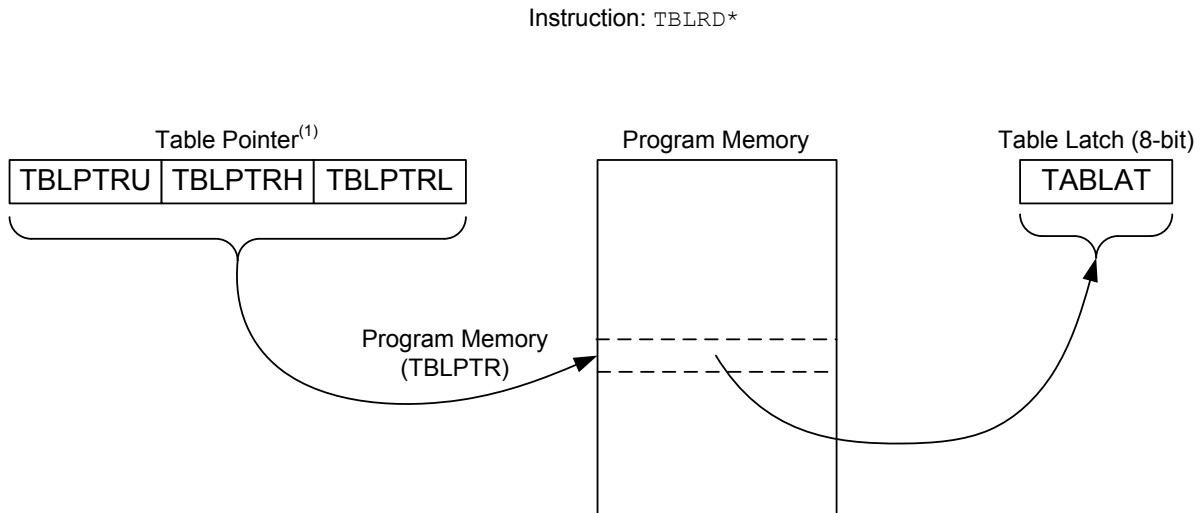 Instruction: TBLRD*
Table Pointer(1)
TBLPTRU TBLPTRH TBLPTRL
Program Memory
Table Latch (8-bit)
TABLAT
Program Memory
(TBLPTR)